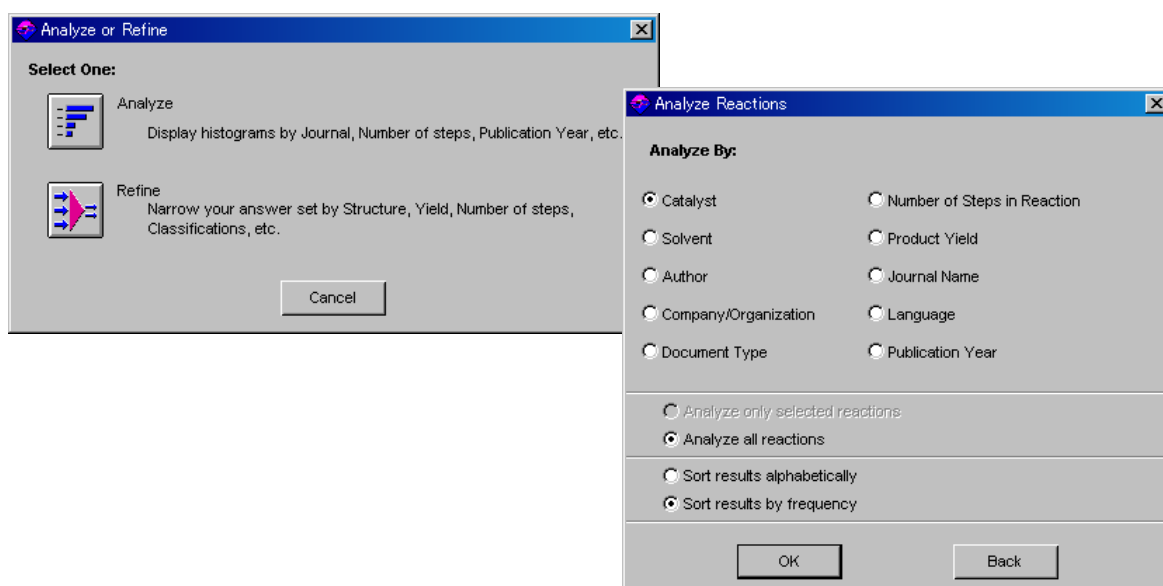 Analyze or Refine
Select One:
Analyze
Display histograms by Journal, Number of steps, Publication Year, etc.
Refine
Narrow your answer set by Structure, Yield, Number of steps,
Classifications, etc.
Cancel
Analyze Reactions
Analyze By:
Catalyst
Number of Steps in Reaction
Solvent
Product Yield
Author
Journal Name
Company/Organization
Language
Document Type
Publication Year
Analyze only selected reactions
Analyze all reactions
Sort results alphabetically
Sort results by frequency
OK
Back